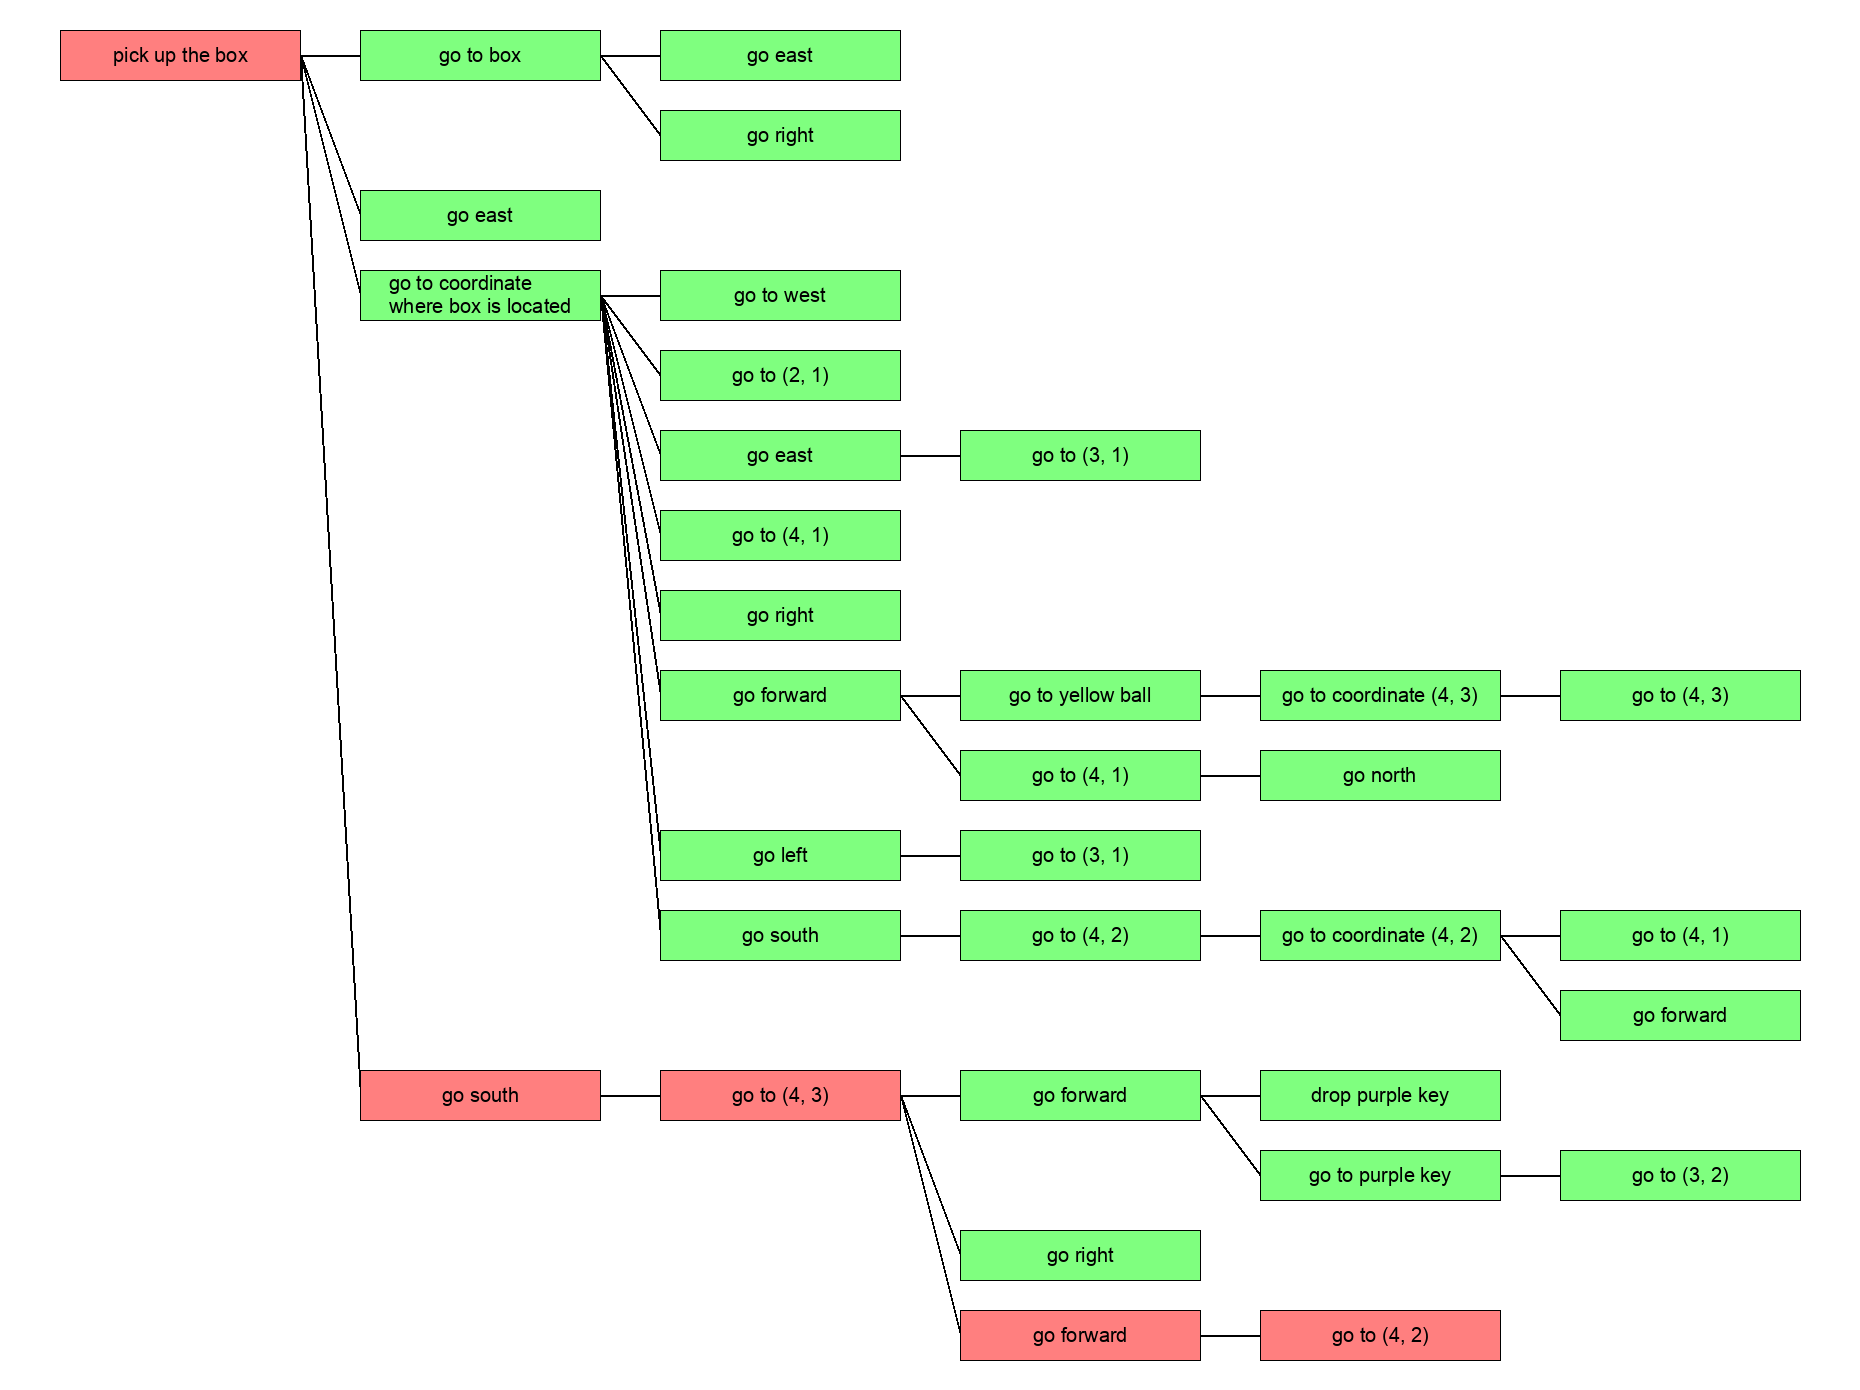 pick up the box
go to box
go east
go right
go east
go to coordinate
where box is located
go to west
go to (2, 1)
go east
go to (3, 1)
go to (4, 1)
go right
go forward
go to yellow ball
go to coordinate (4, 3)
go to (4, 3)
go to (4, 1)
go north
go left
go to (3, 1)
go south
go to (4, 2)
go to coordinate (4, 2)
go to (4, 1)
go forward
go south
go to (4, 3)
go forward
drop purple key
go to purple key
go to (3, 2)
go right
go forward
go to (4, 2)